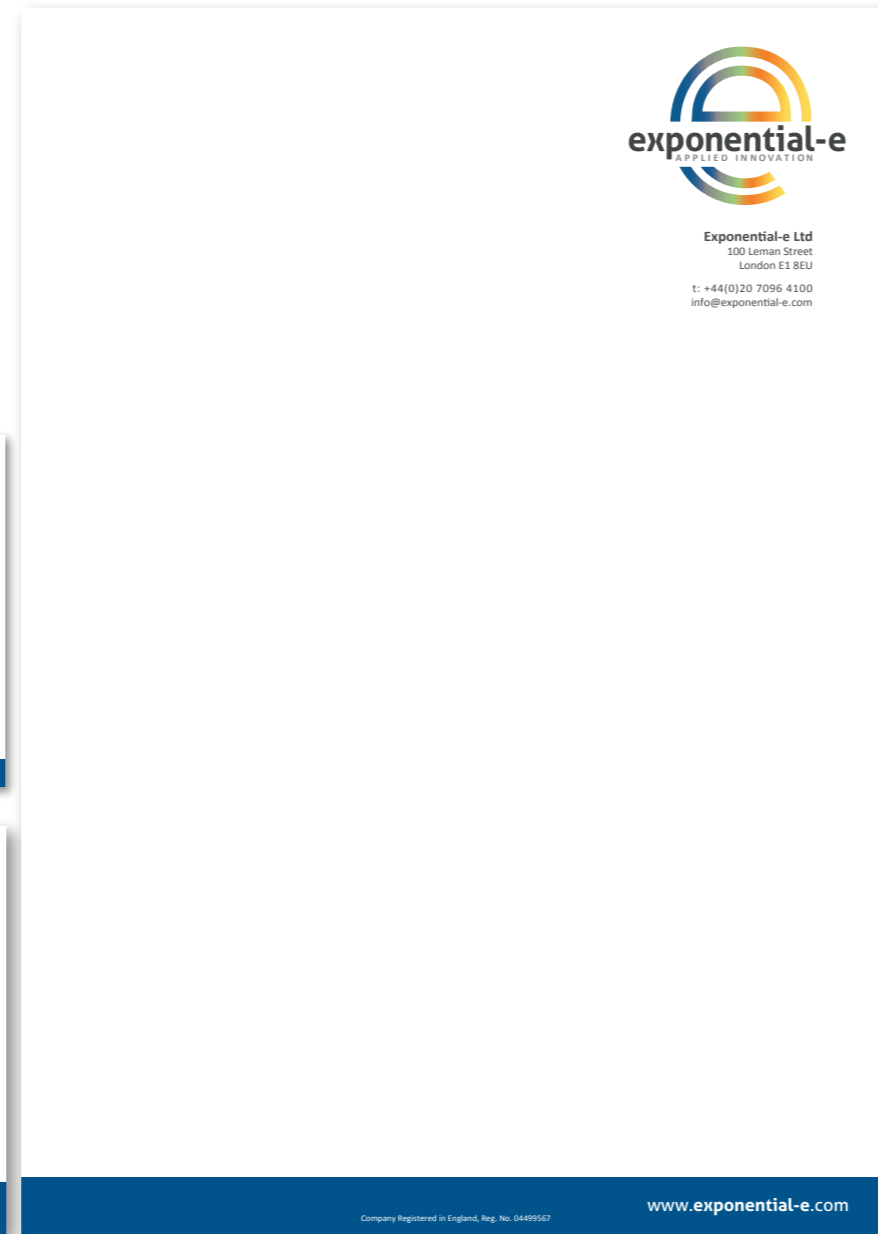 exponential-e
APPLIED INNOVATION
Exponential-e Ltd
100 Leman Street
London E1 8EU
t: +44(0)20 7096 4100
info@exponential-e.com
www.exponential-e.com
Company Registered in England, Reg. No. 04499567